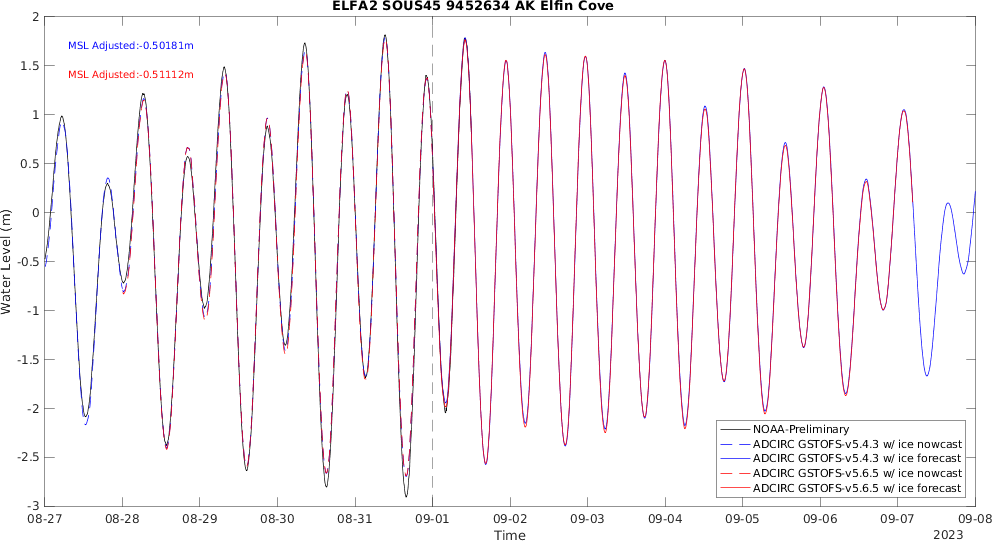 ELFA2 SOUS45 9452634 AK Elfin Cove
MSL Adjusted:-0.50181m
MSL Adjusted:-0.51112m
Water Level (m)
2
1.5
1
0.5
0
-0.5
-1
-1.5
-2
-2.5
-3
NOAA-Preliminary
ADCIRC GSTOFS-v5.4.3 w/ ice nowcast
ADCIRC GSTOFS-v5.4.3 w/ ice forecast
ADCIRC GSTOFS-v5.6.5 w/ ice nowcast
ADCIRC GSTOFS-v5.6.5 w/ ice forecast
08-27 08-28 08-29 08-30 08-31 09-01 09-02 09-03 09-04 09-05 09-06 09-07 09-08
Time
2023